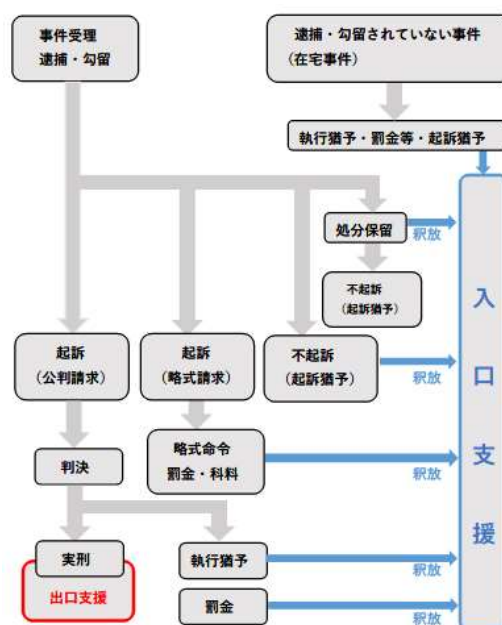 事件受理
逮捕・勾留
逮捕・勾留されていない事件
(在宅事件)
執行猶予・罰金等・起訴猶予
処分保留
釈放
不起訴
(起訴猶予)
起訴
(公判請求)
起訴
(略式請求)
不起訴
(起訴猶予)
釈放
判決
略式命令
罰金・科料
釈放
実刑
出口支援
執行猶予
釈放
罰金
釈放
入
口
支
援